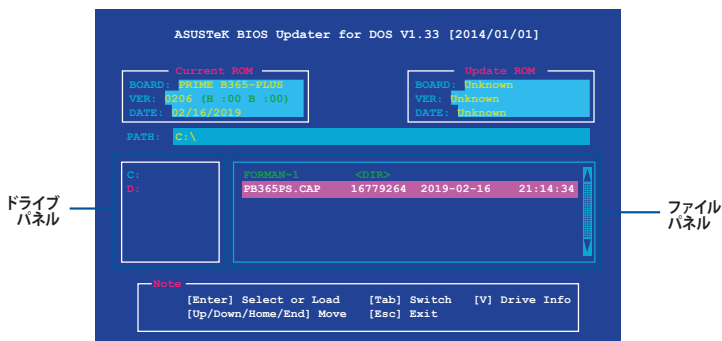 ASUSTeK BIOS Updater for DOS V1.33 [2014/01/01]
Current ROM
BOARD: PRIME B365-PLUS
VER: 0206 (H :00 B :00)
DATE: 02/16/2019
Update ROM
BOARD: Unknown
VER: Unknown
DATE: Unknown
PATH: C:\
C:
D:
FORMAN~1 <DIR>
PB365PS.CAP 16779264 2019-02-16 21:14:34
ドライブ
パネル
ファイル
パネル
Note
[Enter] Select or Load [Tab] Switch [V] Drive Info
[Up/Down/Home/End] Move [Esc] Exit